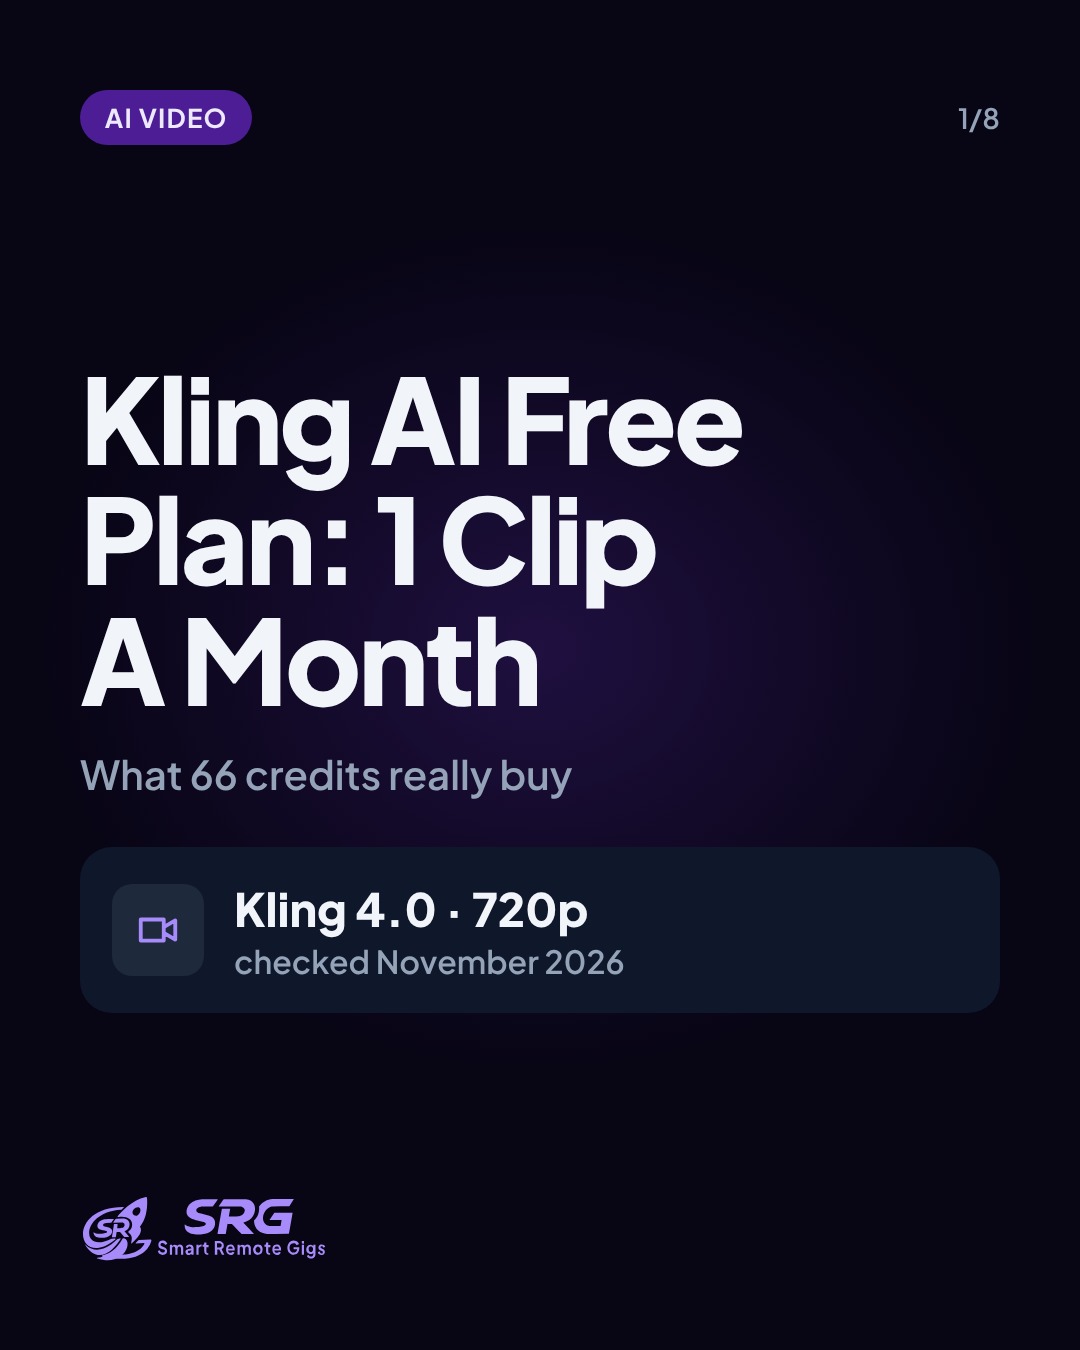 AI VIDEO
1/8
Kling AI Free
Plan: 1 Clip
A Month
What 66 credits really buy
Kling 4.0 · 720p
checked November 2026
SR
SRG
Smart Remote Gigs